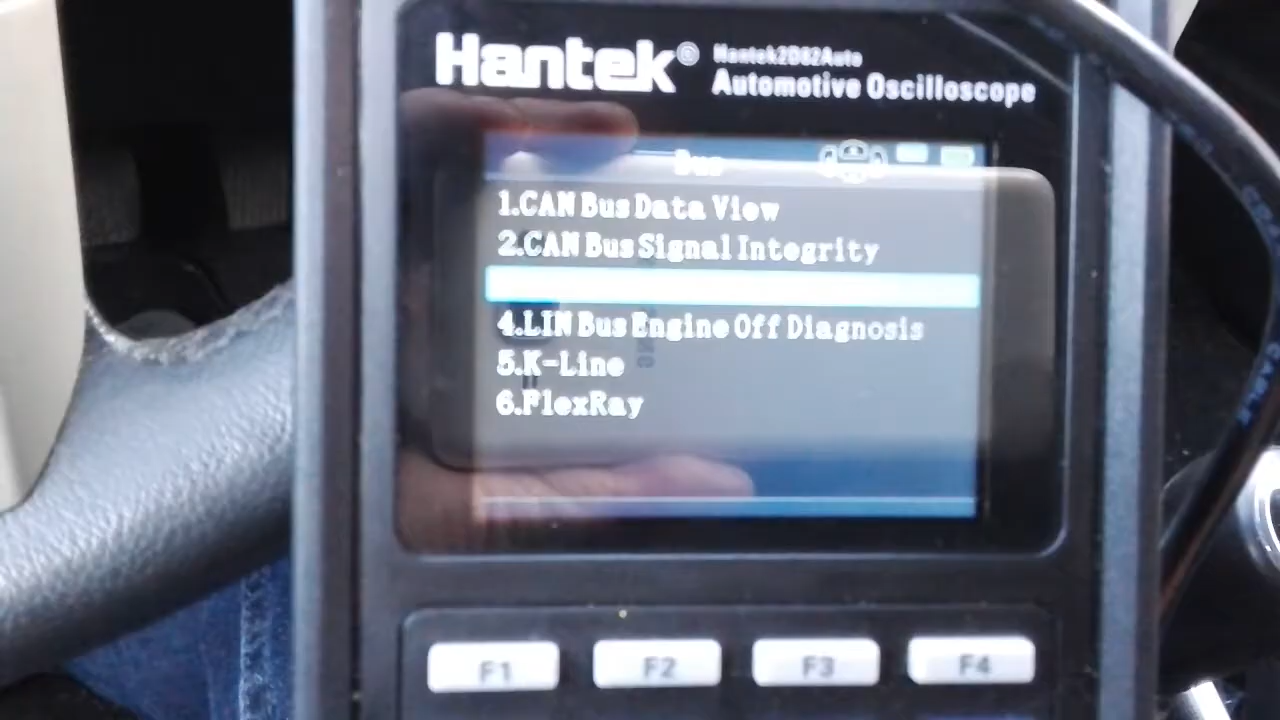 Hantek®
Hantek2D82Auto
Automotive Oscilloscope
Bus
1.CAN Bus Data View
2.CAN Bus Signal Integrity
4.LIN Bus Engine Off Diagnosis
5.K-Line
6.FlexRay
F1
F2
F3
F4
CABLE